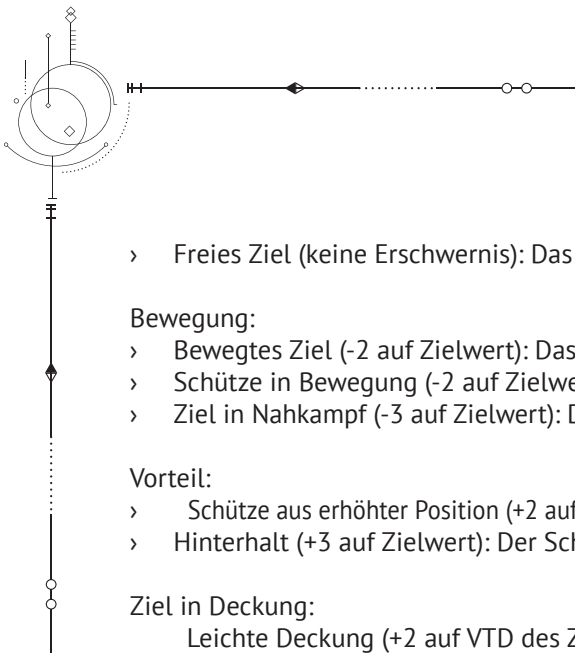 › Freies Ziel (keine Erschwernis): Das
Bewegung:
› Bewegtes Ziel (-2 auf Zielwert): Das
› Schütze in Bewegung (-2 auf Zielwe
› Ziel in Nahkampf (-3 auf Zielwert): D
Vorteil:
› Schütze aus erhöhter Position (+2 auf
› Hinterhalt (+3 auf Zielwert): Der Sch
Ziel in Deckung:
Leichte Deckung (+2 auf VTD des Z